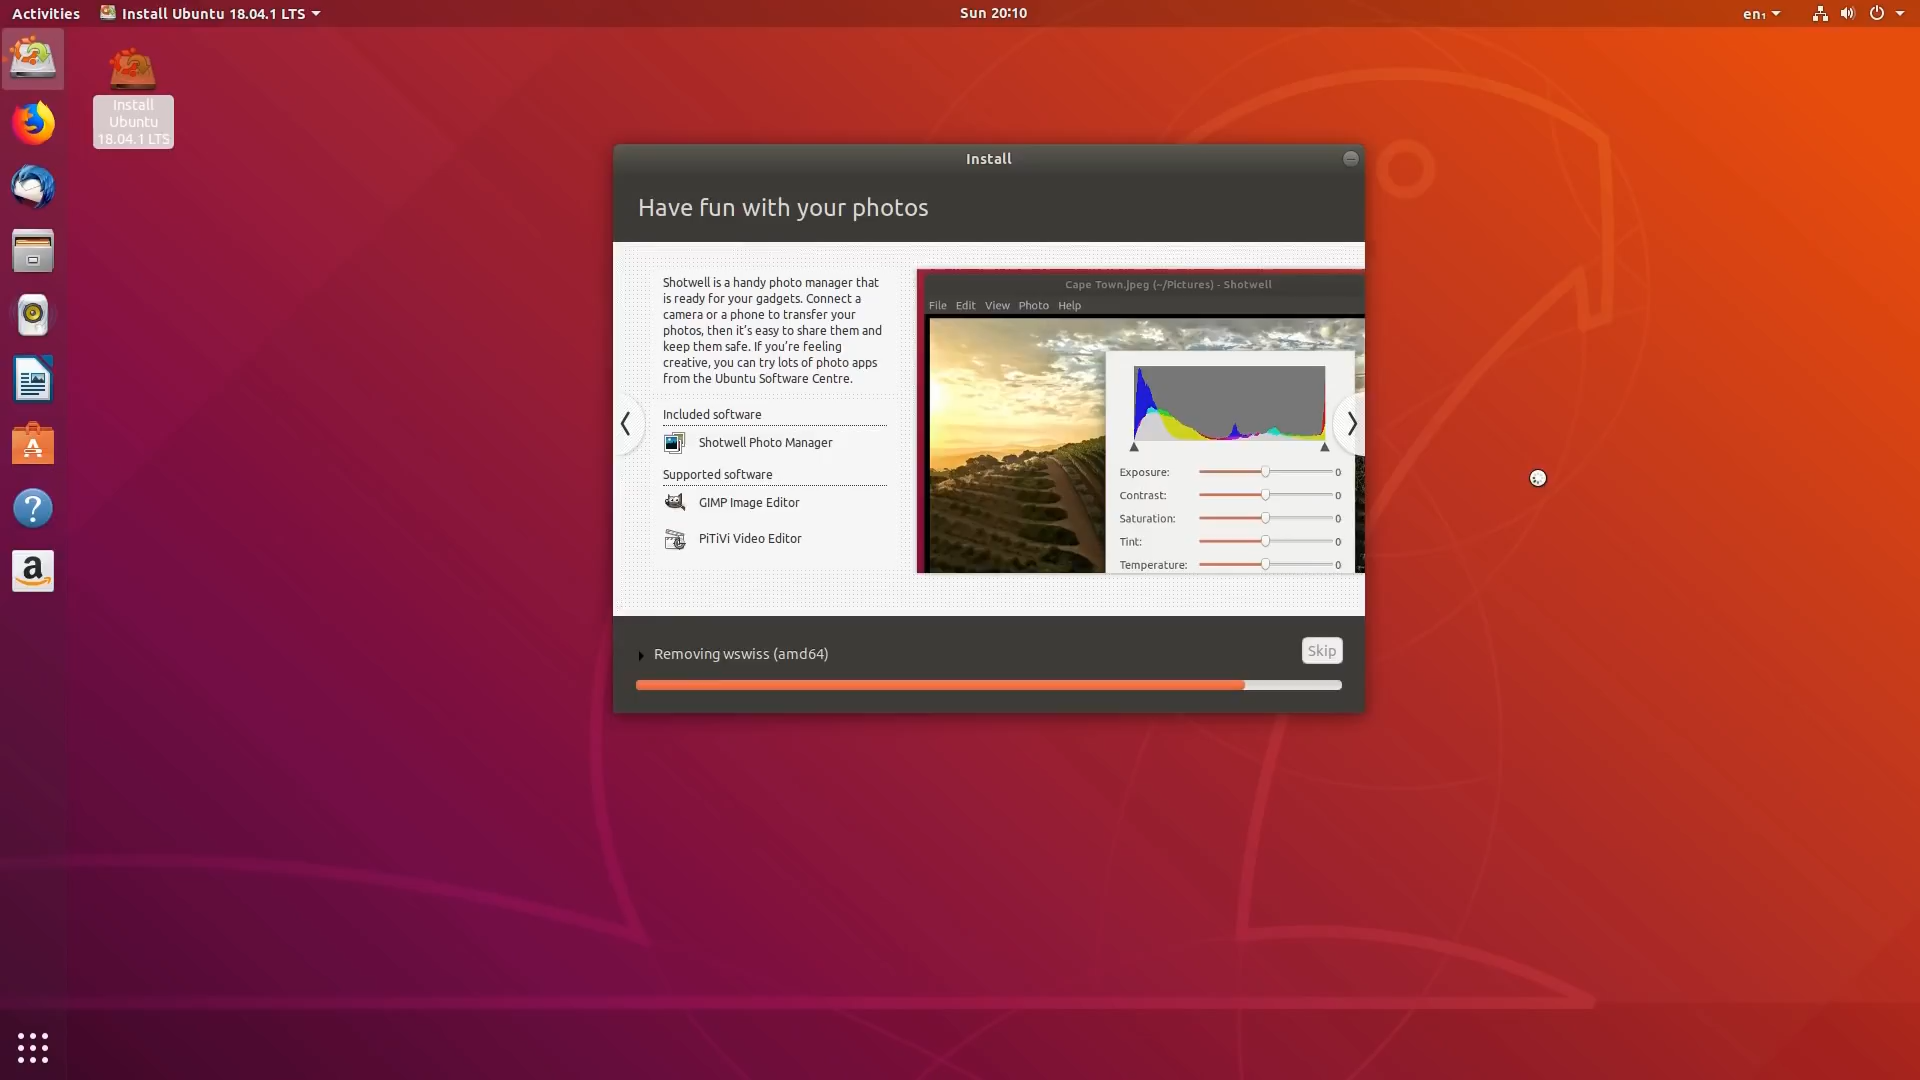 Activities
Install Ubuntu 18.04.1 LTS
Sun 20:10
en₁
Install
Ubuntu
18.04.1 LTS
Install
Have fun with your photos
Shotwell is a handy photo manager that
is ready for your gadgets. Connect a
camera or a phone to transfer your
photos, then it’s easy to share them and
keep them safe. If you’re feeling
creative, you can try lots of photo apps
from the Ubuntu Software Centre.
Included software
Shotwell Photo Manager
Supported software
GIMP Image Editor
PiTiVi Video Editor
Cape Town.jpeg (~/Pictures) - Shotwell
File Edit View Photo Help
Exposure: 0
Contrast: 0
Saturation: 0
Tint: 0
Temperature: 0
Removing wswiss (amd64)
Skip